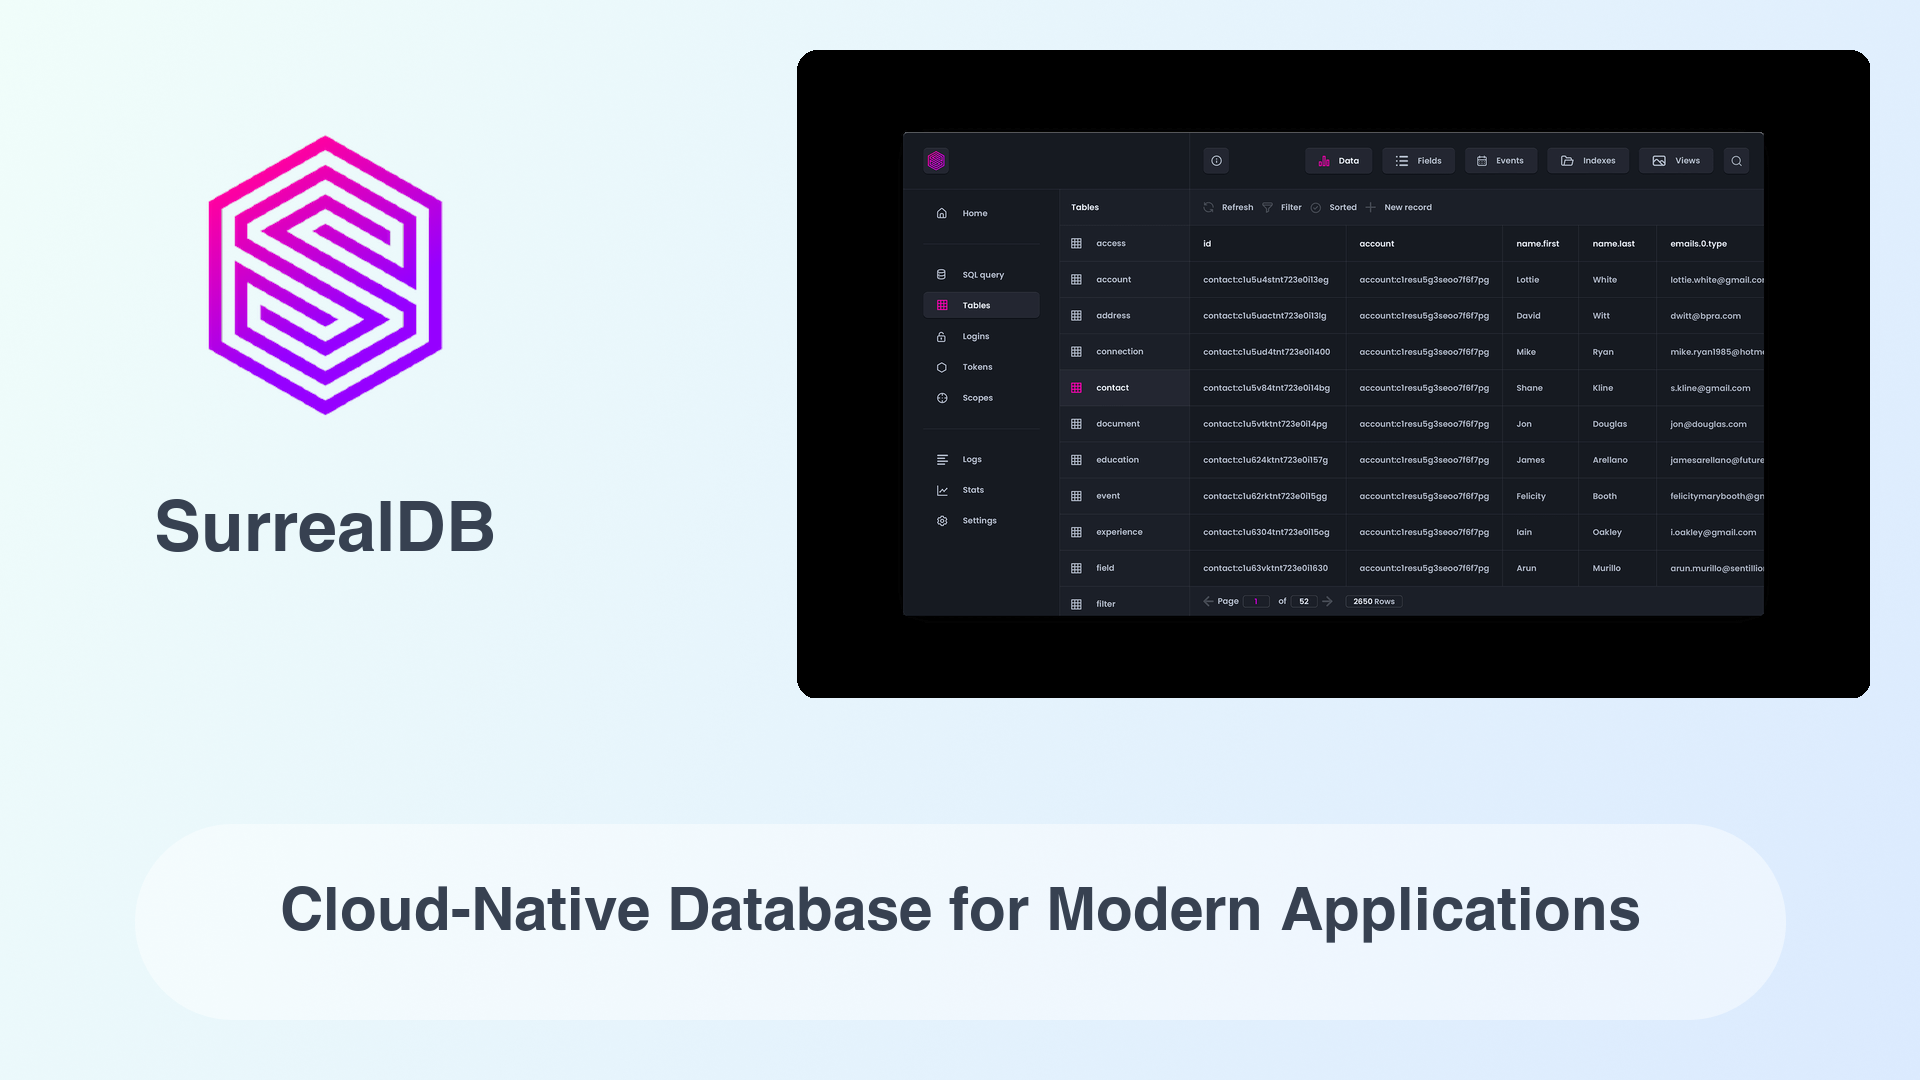 SurrealDB
Data Fields Events Indexes Views
Home
SQL query
Tables
Logins
Tokens
Scopes
Logs
Stats
Settings
Tables
access
account
address
connection
contact
document
education
event
experience
field
filter
Refresh Filter Sorted New record
id account name.first name.last emails.0.type
contact:c1u5u4stnt723e0i13eg account:c1resu5g3seoo7f6f7pg Lottie White lottie.white@gmail.co
contact:c1u5uactnt723e0i13lg account:c1resu5g3seoo7f6f7pg David Witt dwitt@bpra.com
contact:c1u5ud4tnt723e0i1400 account:c1resu5g3seoo7f6f7pg Mike Ryan mike.ryan1985@hotm
contact:c1u5v84tnt723e0i14bg account:c1resu5g3seoo7f6f7pg Shane Kline s.kline@gmail.com
contact:c1u5vtktnt723e0i14pg account:c1resu5g3seoo7f6f7pg Jon Douglas jon@douglas.com
contact:c1u624ktnt723e0i157g account:c1resu5g3seoo7f6f7pg James Arellano jamesarellano@future
contact:c1u62rktnt723e0i15gg account:c1resu5g3seoo7f6f7pg Felicity Booth felicitymarybooth@gm
contact:c1u6304tnt723e0i15og account:c1resu5g3seoo7f6f7pg Iain Oakley i.oakley@gmail.com
contact:c1u63vktnt723e0i1630 account:c1resu5g3seoo7f6f7pg Arun Murillo arun.murillo@sentillio
Page 1 of 52 2650 Rows
Cloud-Native Database for Modern Applications